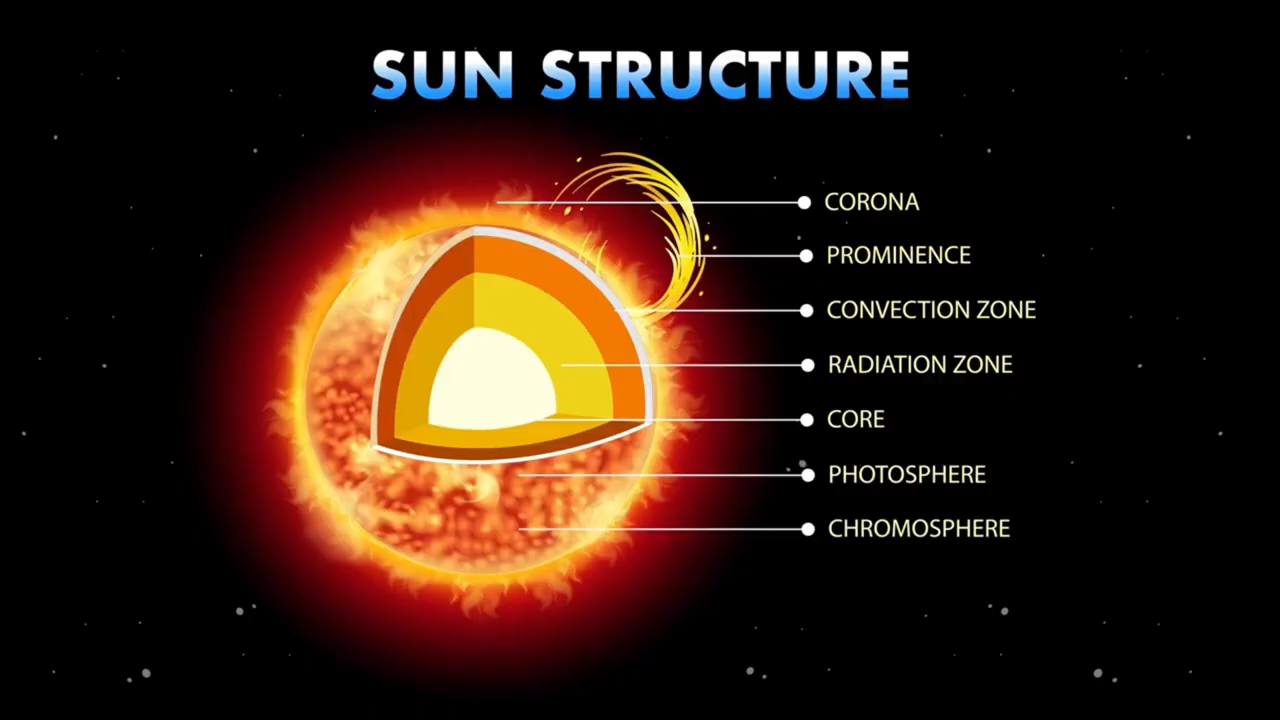 SUN STRUCTURE
CORONA
PROMINENCE
CONVECTION ZONE
RADIATION ZONE
CORE
PHOTOSPHERE
CHROMOSPHERE